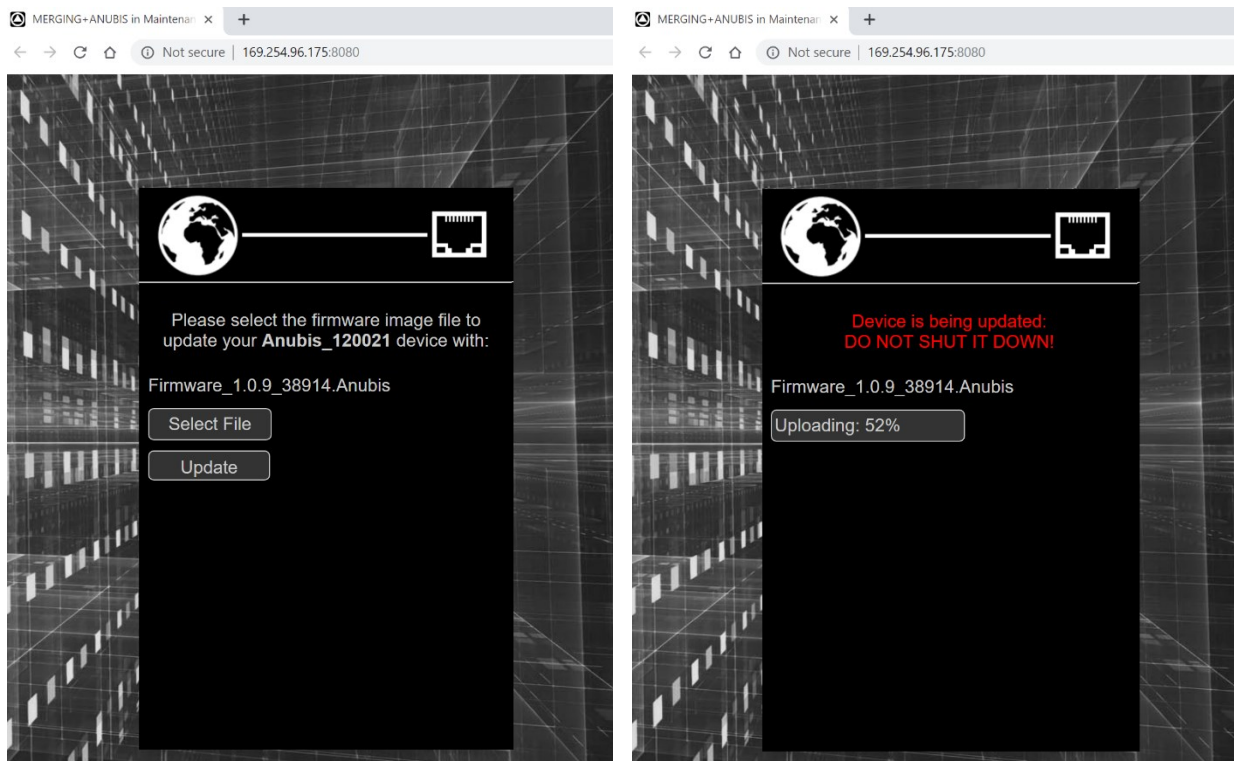 MERGING+ANUBIS in Maintenan
Not secure | 169.254.96.175:8080
Please select the firmware image file to
update your Anubis_120021 device with:
Firmware_1.0.9_38914.Anubis
Select File
Update
MERGING+ANUBIS in Maintenan
Not secure | 169.254.96.175:8080
Device is being updated:
DO NOT SHUT IT DOWN!
Firmware_1.0.9_38914.Anubis
Uploading: 52%